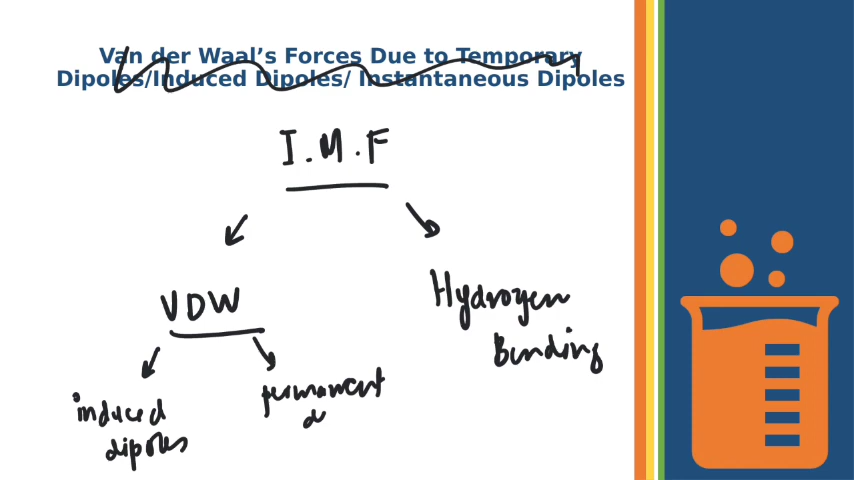 Van der Waal's Forces Due to Temporary
Dipoles/Induced Dipoles/ Instantaneous Dipoles
I.M.F
VDW
Hydrogen
Bonding
induced
dipoles
permanent
d